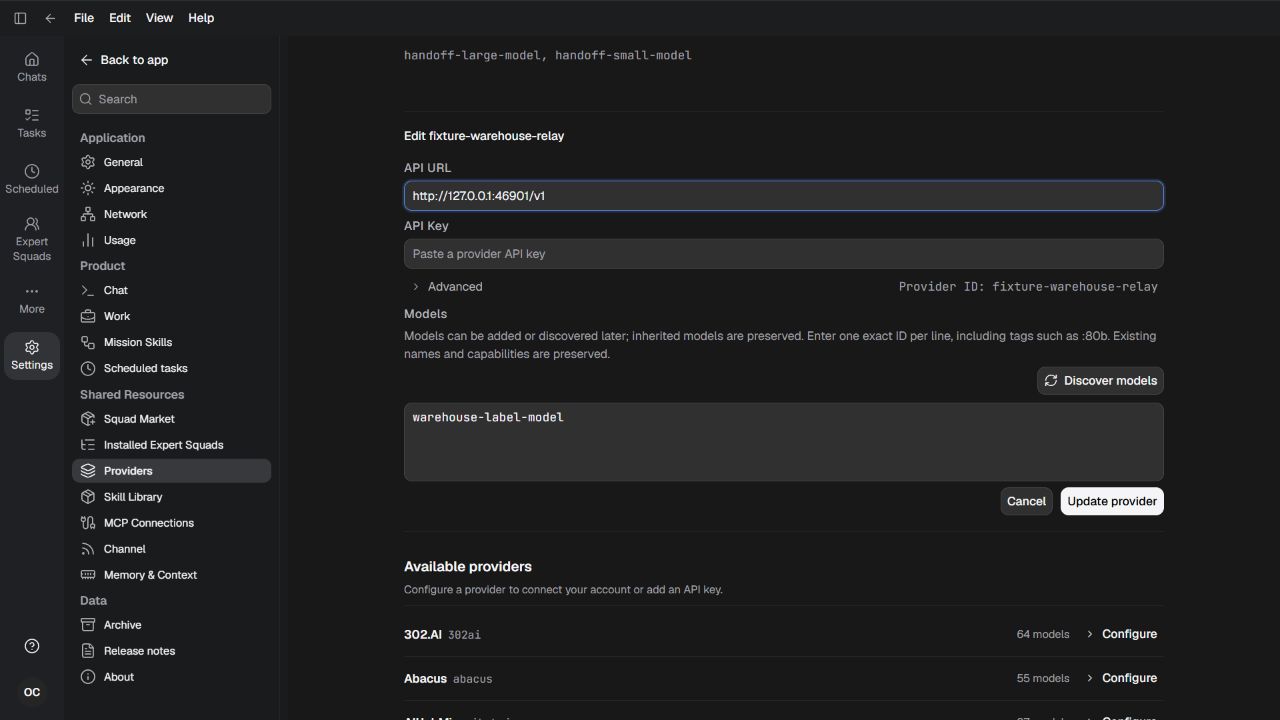 File Edit View Help
Chats
Tasks
Scheduled
Expert
Squads
More
Settings
OC
Back to app
Search
Application
General
Appearance
Network
Usage
Product
Chat
Work
Mission Skills
Scheduled tasks
Shared Resources
Squad Market
Installed Expert Squads
Providers
Skill Library
MCP Connections
Channel
Memory & Context
Data
Archive
Release notes
About
handoff-large-model, handoff-small-model
Edit fixture-warehouse-relay
API URL
http://127.0.0.1:46901/v1
API Key
Paste a provider API key
Advanced Provider ID: fixture-warehouse-relay
Models
Models can be added or discovered later; inherited models are preserved. Enter one exact ID per line, including tags such as :80b. Existing
names and capabilities are preserved.
Discover models
warehouse-label-model
Cancel Update provider
Available providers
Configure a provider to connect your account or add an API key.
302.AI 302ai 64 models Configure
Abacus abacus 55 models Configure
Configure